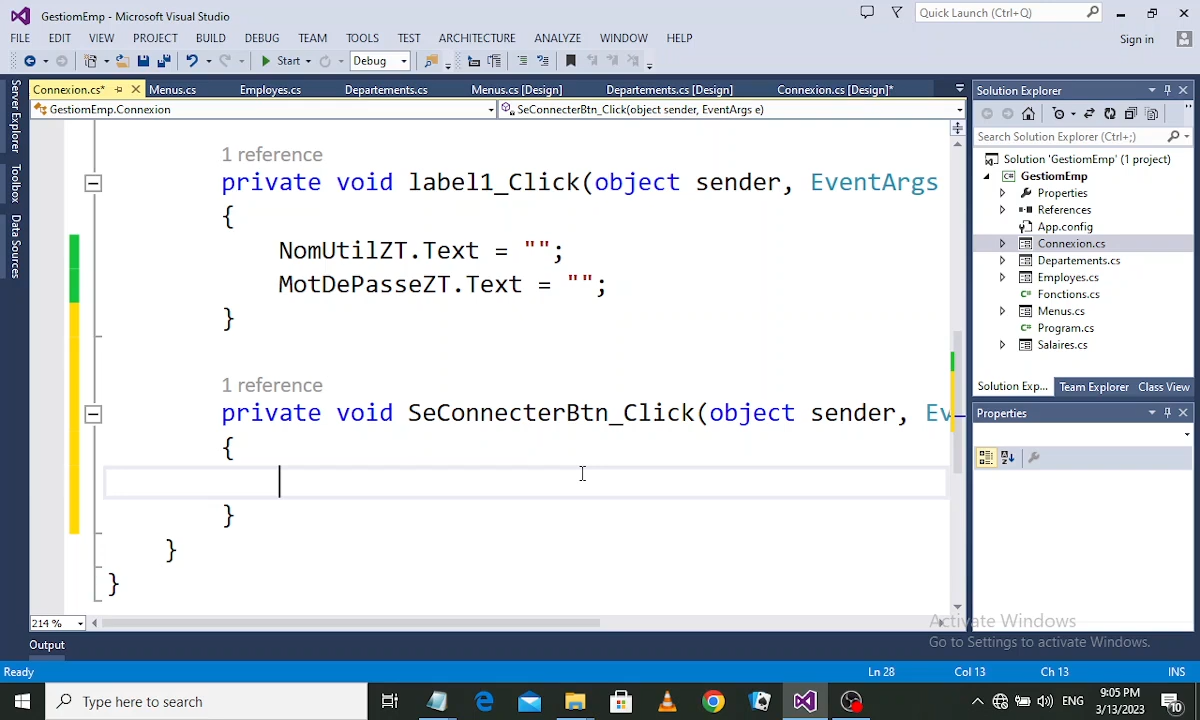 GestiomEmp - Microsoft Visual Studio
Quick Launch (Ctrl+Q)
FILE EDIT VIEW PROJECT BUILD DEBUG TEAM TOOLS TEST ARCHITECTURE ANALYZE WINDOW HELP
Sign in
Start
Debug
Server Explorer
Toolbox
Data Sources
Connexion.cs*
Menus.cs
Employes.cs
Departements.cs
Menus.cs [Design]
Departements.cs [Design]
Connexion.cs [Design]*
GestiomEmp.Connexion
SeConnecterBtn_Click(object sender, EventArgs e)
1 reference
private void label1_Click(object sender, EventArgs
{
NomUtilZT.Text = "";
MotDePasseZT.Text = "";
}
1 reference
private void SeConnecterBtn_Click(object sender, Ev
{
}
}
}
214 %
Output
Solution Explorer
Search Solution Explorer (Ctrl+;)
Solution 'GestiomEmp' (1 project)
GestiomEmp
Properties
References
App.config
Connexion.cs
Departements.cs
Employes.cs
Fonctions.cs
Menus.cs
Program.cs
Salaires.cs
Solution Exp...
Team Explorer
Class View
Properties
Activate Windows
Go to Settings to activate Windows.
Ready
Ln 28
Col 13
Ch 13
INS
Type here to search
ENG
9:05 PM
3/13/2023
10